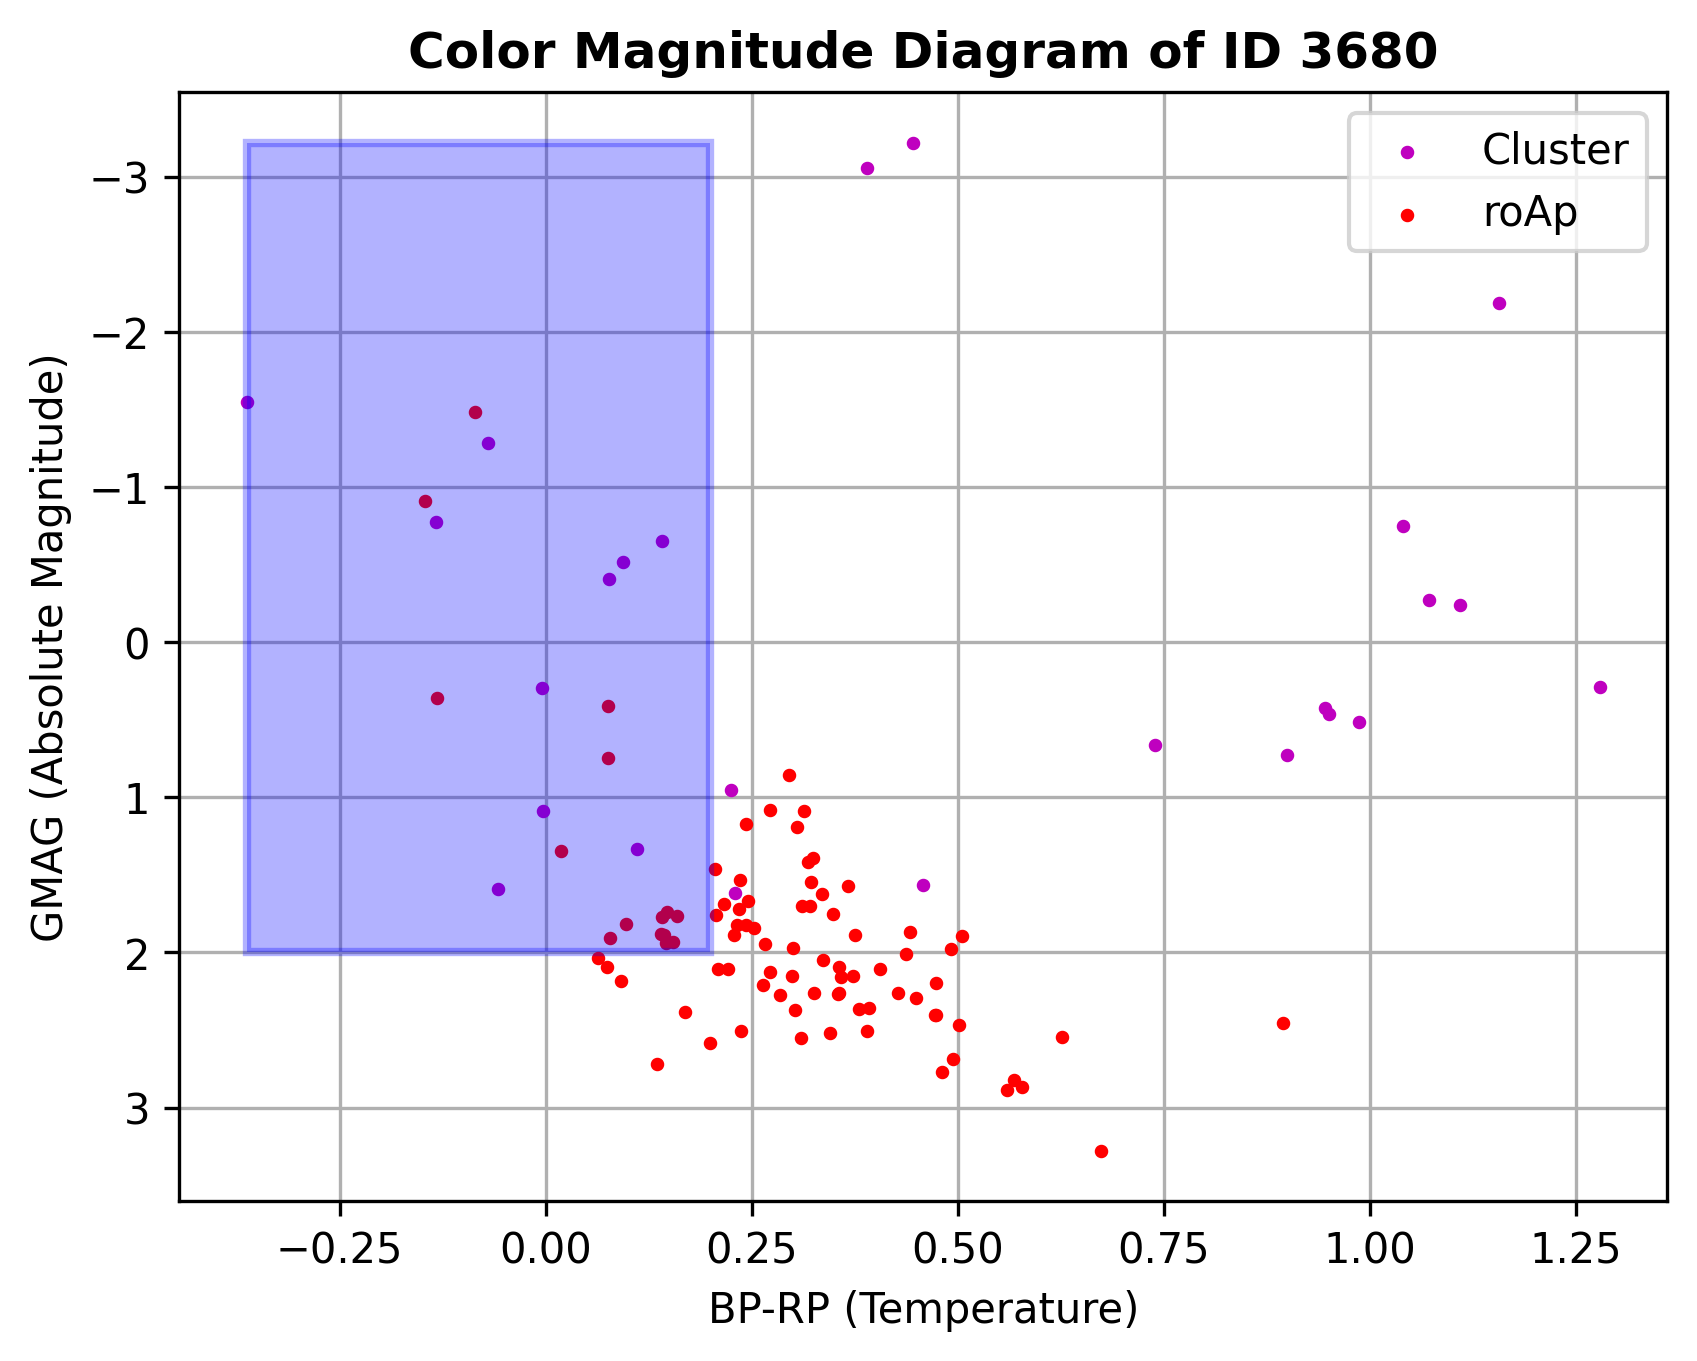 Color Magnitude Diagram of ID 3680
Cluster
roAp
GMAG (Absolute Magnitude)
−3
−2
−1
0
1
2
3
−0.25 0.00 0.25 0.50 0.75 1.00 1.25
BP-RP (Temperature)